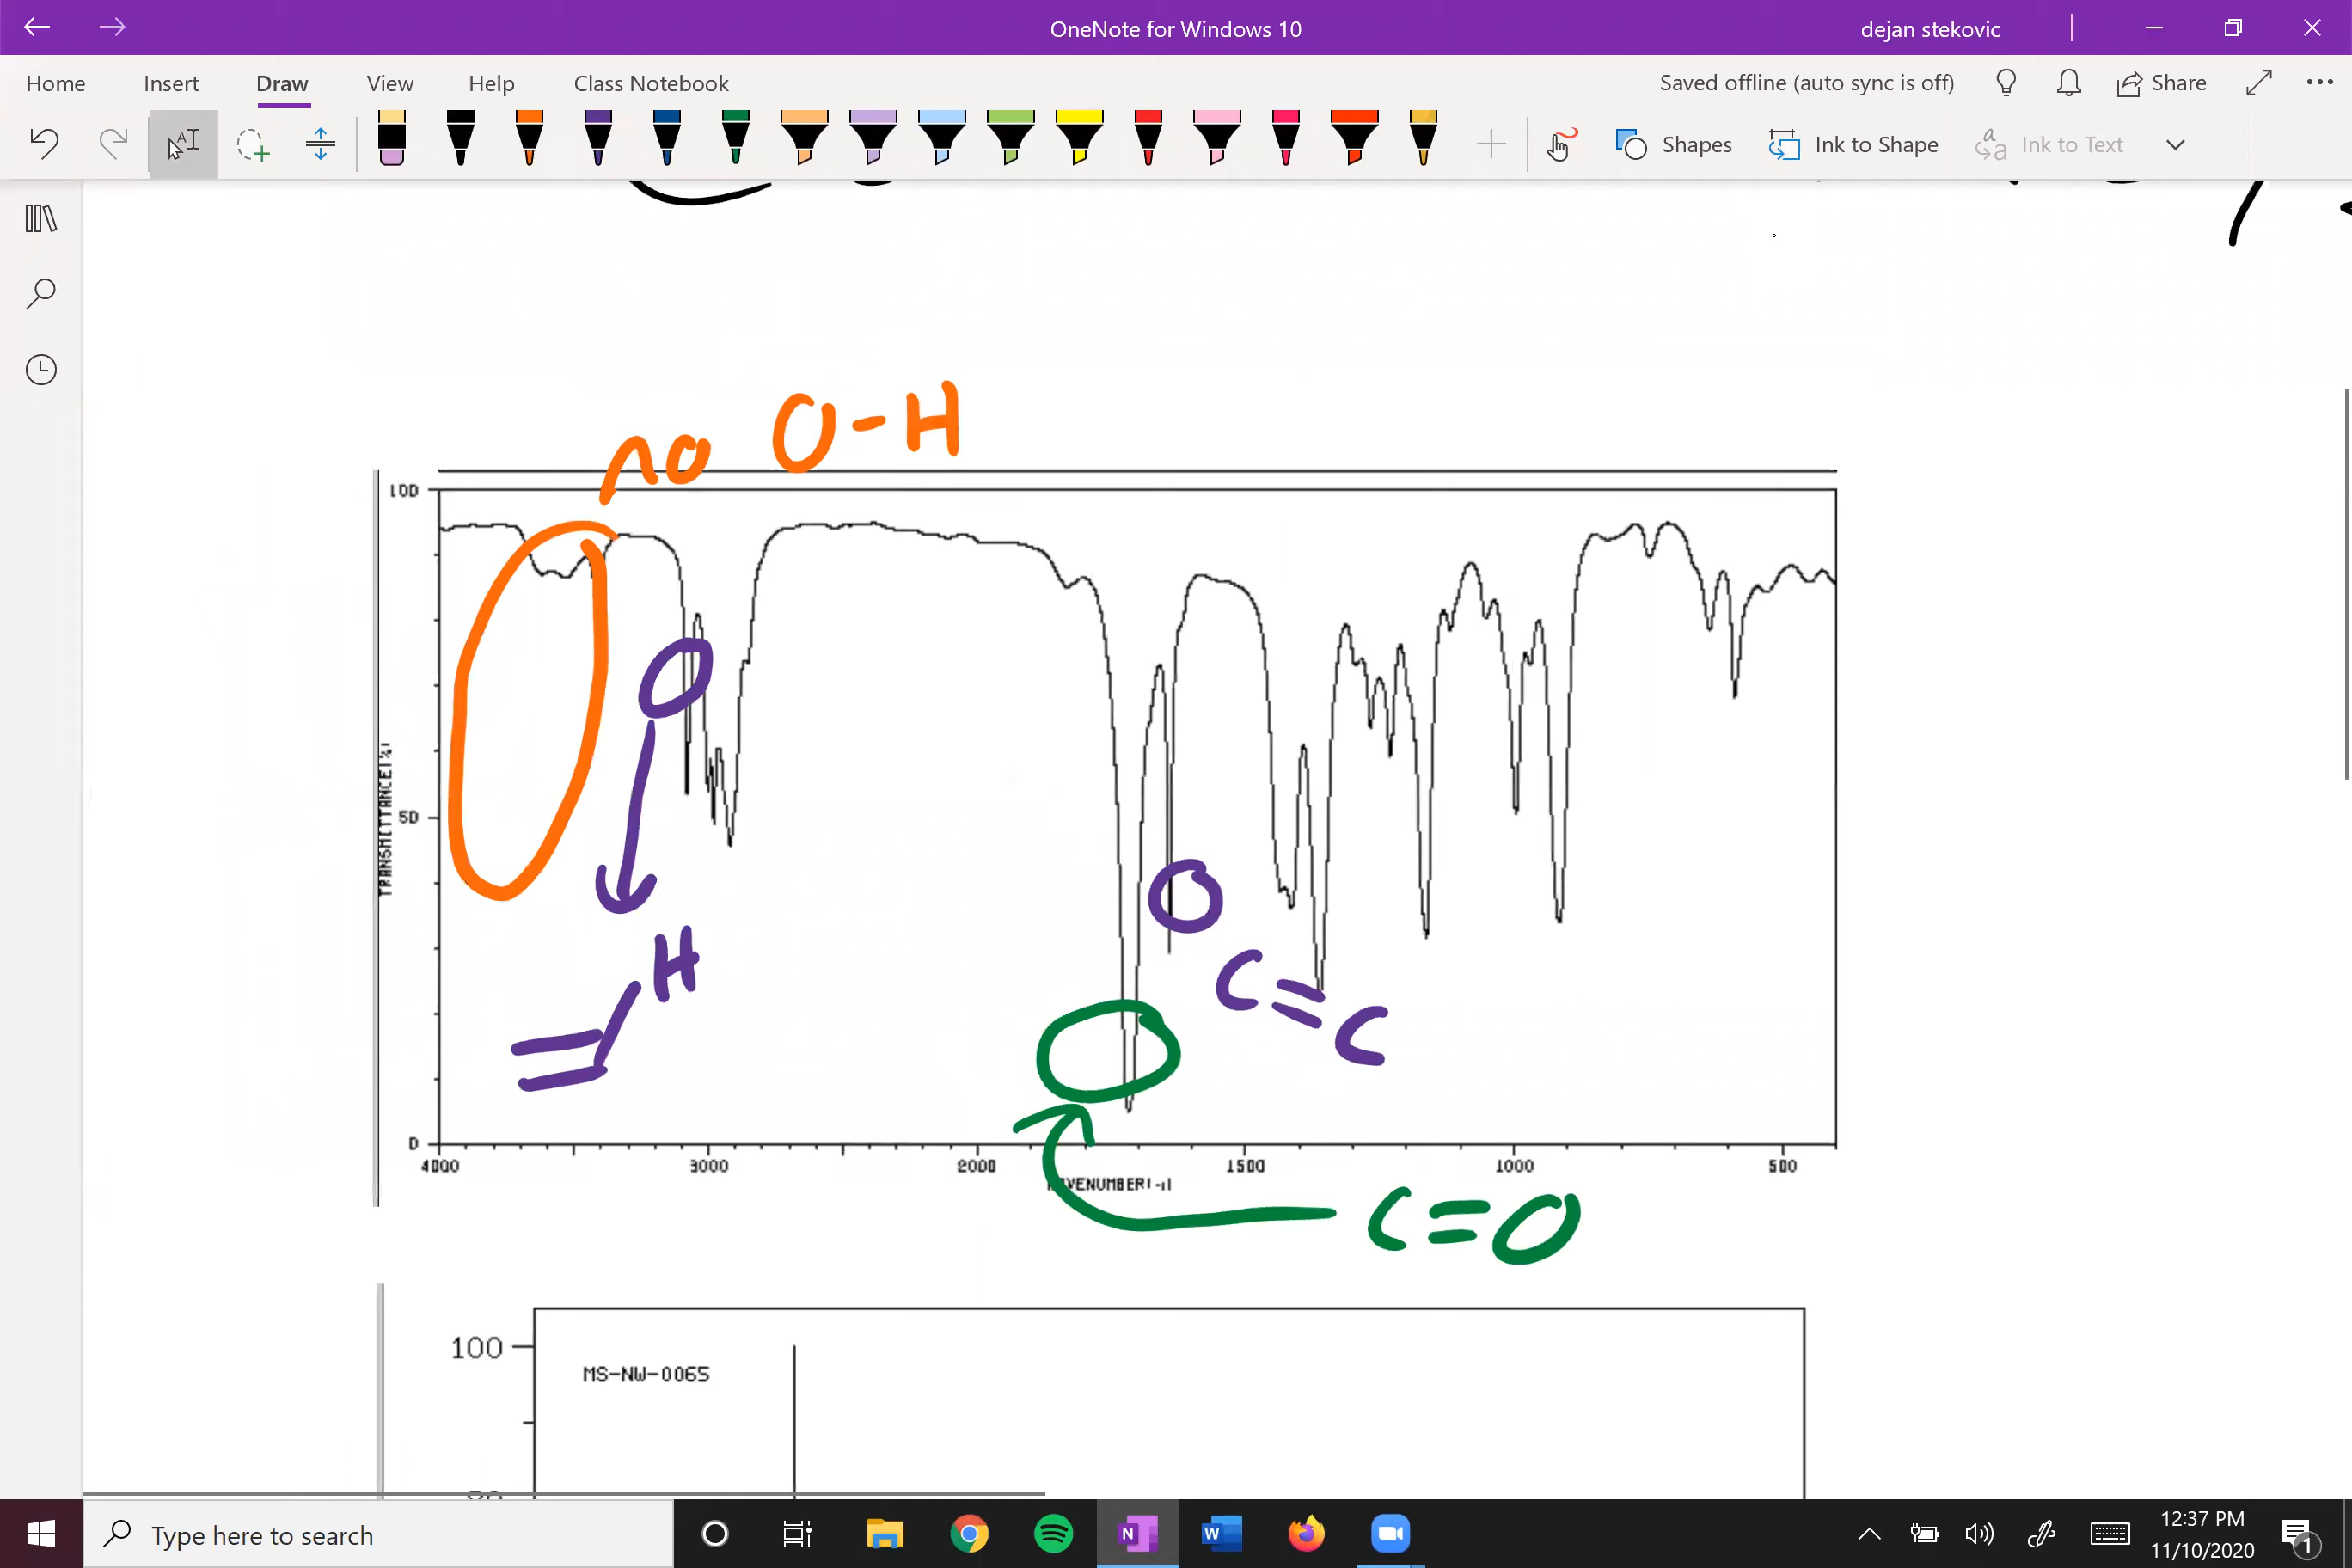 OneNote for Windows 10 dejan stekovic
Home Insert Draw View Help Class Notebook Saved offline (auto sync is off) Share
Shapes Ink to Shape Ink to Text
no O-H
100
TRANSMITTANCE(%)
50
H
C=C
0
4000 3000 2000 1500 1000 500
C=O
100
MS-NW-0065
Type here to search
12:37 PM
11/10/2020
1